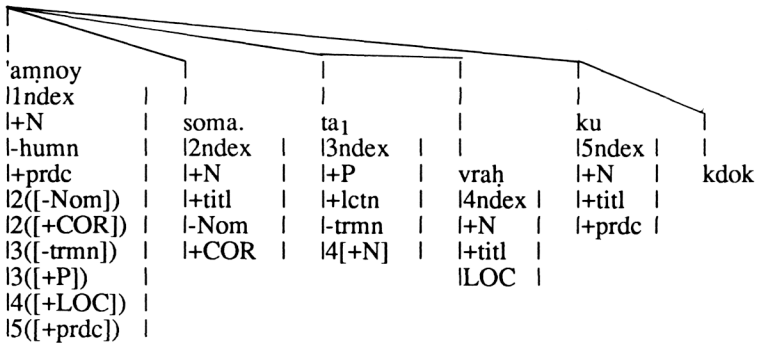 'aṃnoy
|1ndex |
|+N |
|-humn |
|+prdc |
|2([-Nom]) |
|2([+COR]) |
|3([-trmn]) |
|3([+P]) |
|4([+LOC]) |
|5([+prdc]) |
soma.
|2ndex |
|+N |
|+titl |
|-Nom |
|+COR |
ta₁
|3ndex |
|+P |
|+lctn |
|-trmn |
|4[+N] |
vraḥ
|4ndex |
|+N |
|+titl |
|LOC |
ku
|5ndex |
|+N |
|+titl |
|+prdc |
kdok